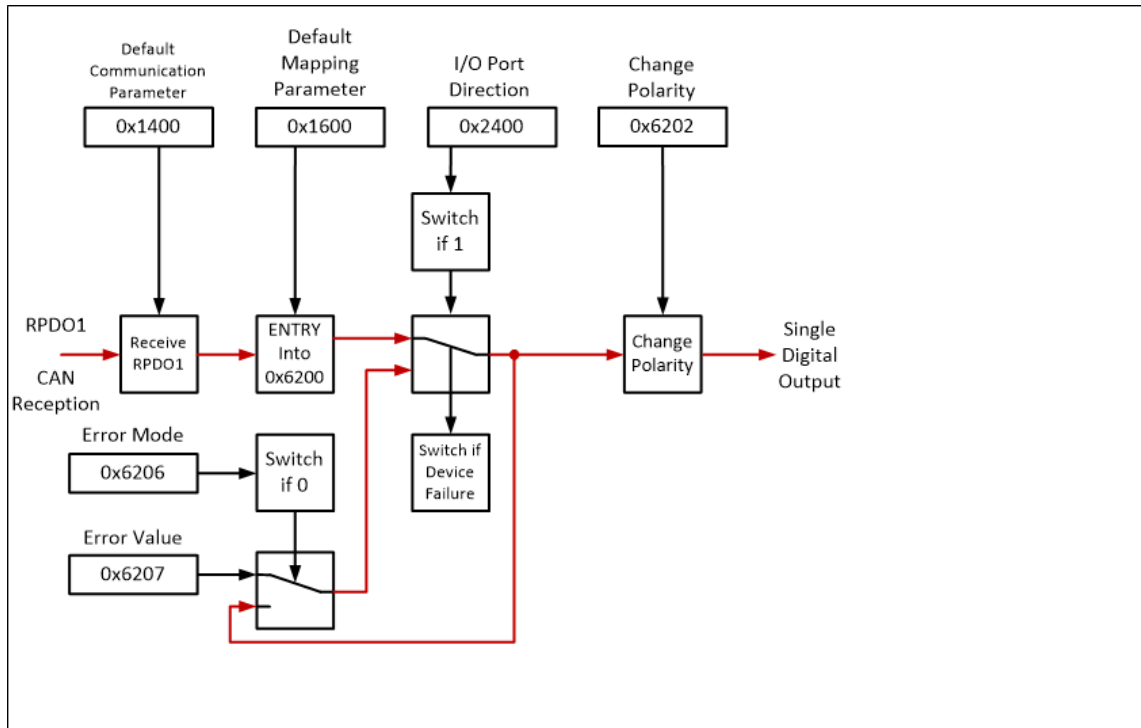 Default
Communication
Parameter
0x1400
Default
Mapping
Parameter
0x1600
I/O Port
Direction
0x2400
Change
Polarity
0x6202
Switch
if 1
RPDO1
CAN
Reception
Receive
RPDO1
ENTRY
Into
0x6200
Change
Polarity
Single
Digital
Output
Switch if
Device
Failure
Error Mode
0x6206
Switch
if 0
Error Value
0x6207